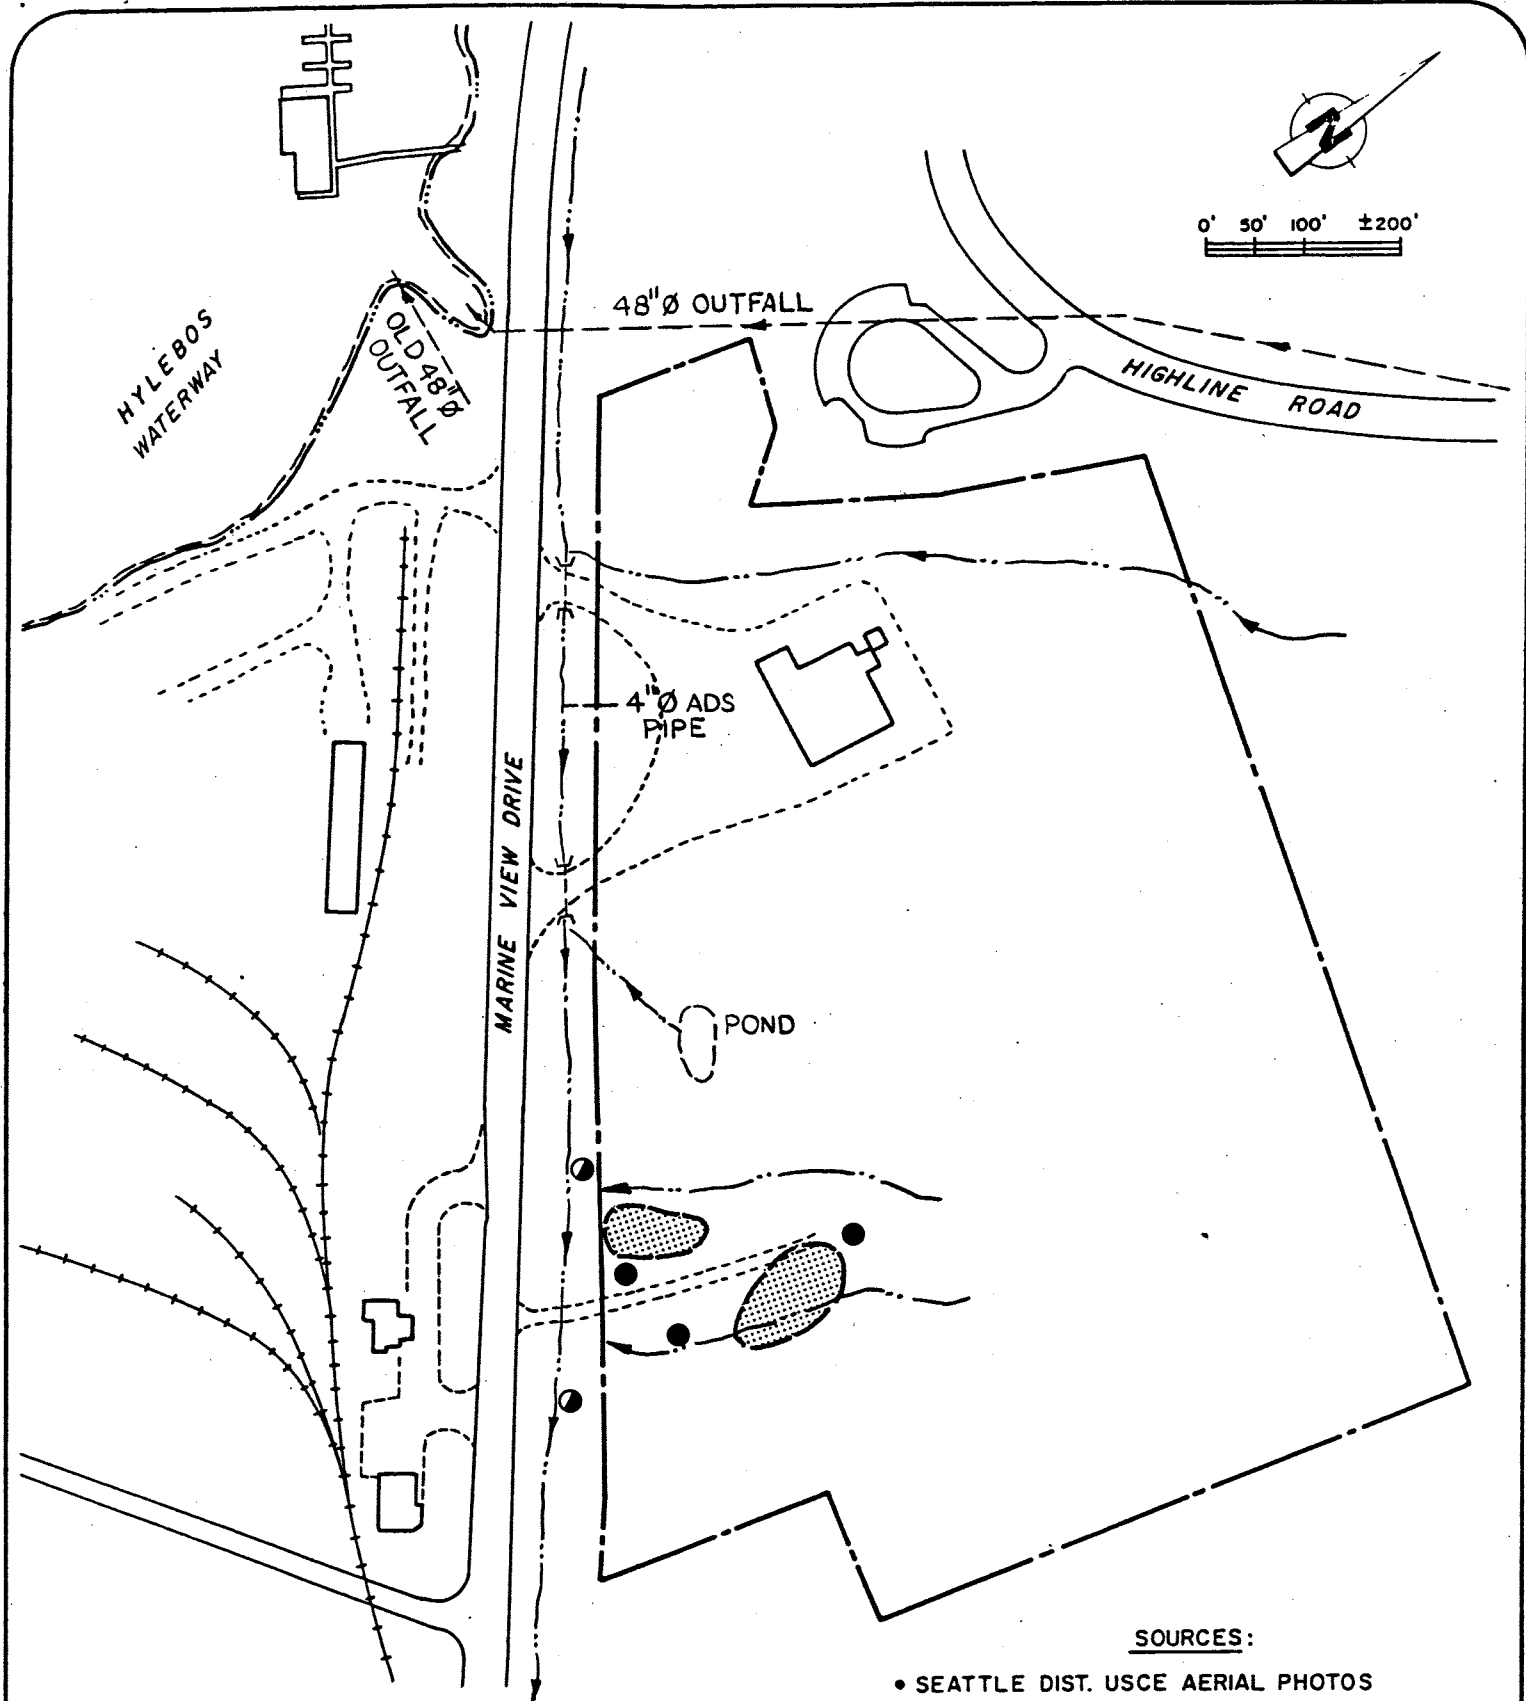 N
0' 50' 100' ±200'
48"Ø OUTFALL
OLD 48"Ø
OUTFALL
HYLEBOS
WATERWAY
HIGHLINE ROAD
4"Ø ADS
PIPE
MARINE VIEW DRIVE
POND
SOURCES:
• SEATTLE DIST. USCE AERIAL PHOTOS